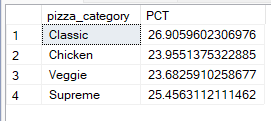 pizza_category PCT
1 Classic 26.9059602306976
2 Chicken 23.9551375322885
3 Veggie 23.6825910258677
4 Supreme 25.4563112111462